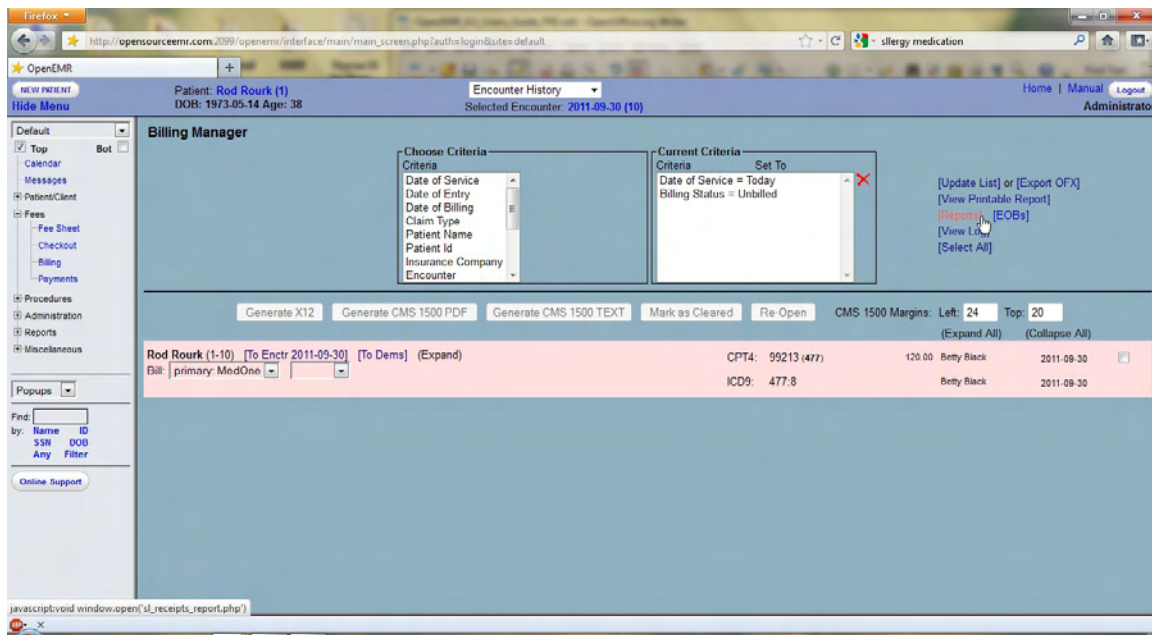 Firefox
http://opensourceemr.com:2099/openemr/interface/main/main_screen.php?auth=login&site=default
sllergy medication
OpenEMR
NEW PATIENT
Hide Menu
Patient: Rod Rourk (1)
DOB: 1973-05-14 Age: 38
Encounter History
Selected Encounter: 2011-09-30 (10)
Home | Manual Logout
Administrato
Default
Top Bot
Calendar
Messages
Patient/Client
Fees
Fee Sheet
Checkout
Billing
Payments
Procedures
Administration
Reports
Miscellaneous
Popups
Find:
by: Name ID
SSN DOB
Any Filter
Online Support
Billing Manager
Choose Criteria
Criteria
Date of Service
Date of Entry
Date of Billing
Claim Type
Patient Name
Patient Id
Insurance Company
Encounter
Current Criteria
Criteria Set To
Date of Service = Today
Billing Status = Unbilled
[Update List] or [Export OFX]
[View Printable Report]
[Reports] [EOBs]
[View Log]
[Select All]
Generate X12 Generate CMS 1500 PDF Generate CMS 1500 TEXT Mark as Cleared Re-Open CMS 1500 Margins: Left: 24 Top: 20
(Expand All) (Collapse All)
Rod Rourk (1-10) [To Enctr 2011-09-30] [To Dems] (Expand) CPT4: 99213 (477) 120.00 Betty Black 2011-09-30
Bill: primary: MedOne ICD9: 477:8 Betty Black 2011-09-30
javascript:void window.open('sl_receipts_report.php')